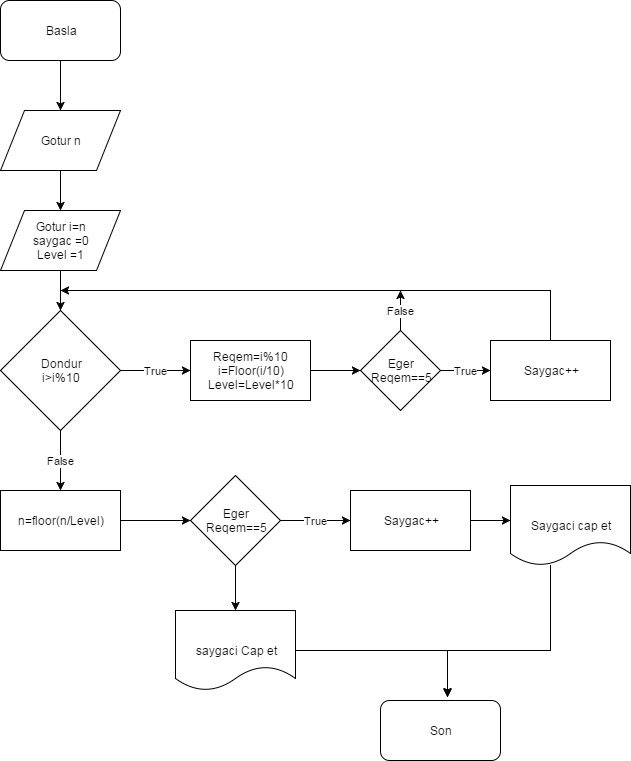 Basla
Gotur n
Gotur i=n
saygac =0
Level =1
False
Dondur
i>i%10
True
Reqem=i%10
i=Floor(i/10)
Level=Level*10
Eger
Reqem==5
True
Saygac++
False
n=floor(n/Level)
Eger
Reqem==5
True
Saygac++
Saygaci cap et
saygaci Cap et
Son